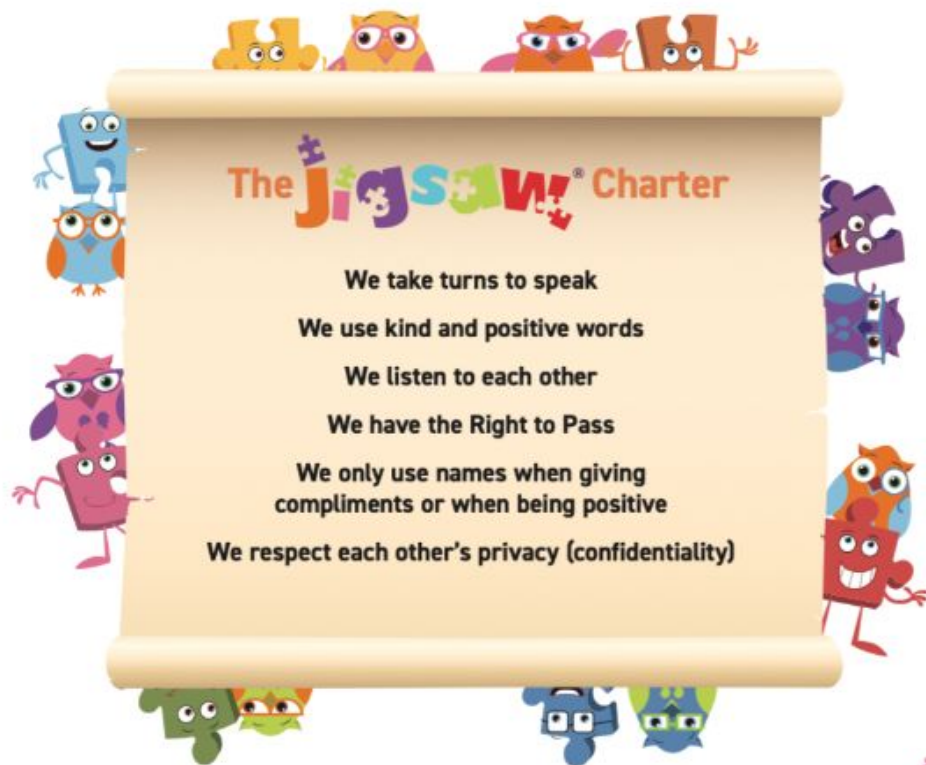 The jigsaw® Charter
We take turns to speak
We use kind and positive words
We listen to each other
We have the Right to Pass
We only use names when giving
compliments or when being positive
We respect each other's privacy (confidentiality)